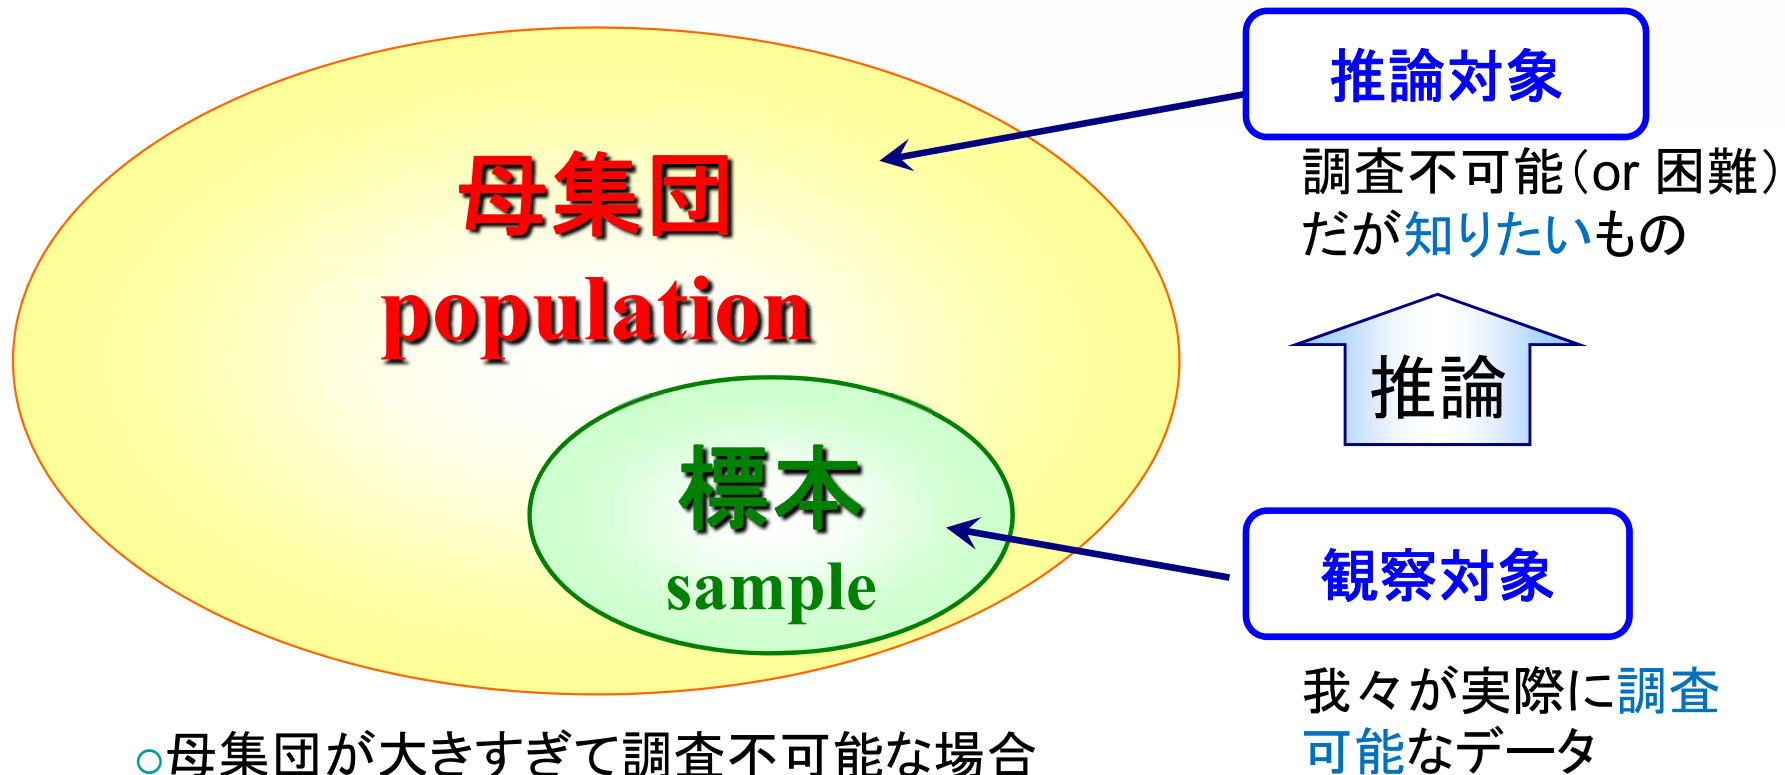 母集団
population
標本
sample
推論対象
調査不可能（or 困難）
だが知りたいもの
推論
観察対象
我々が実際に調査
可能なデータ
○母集団が大きすぎて調査不可能な場合